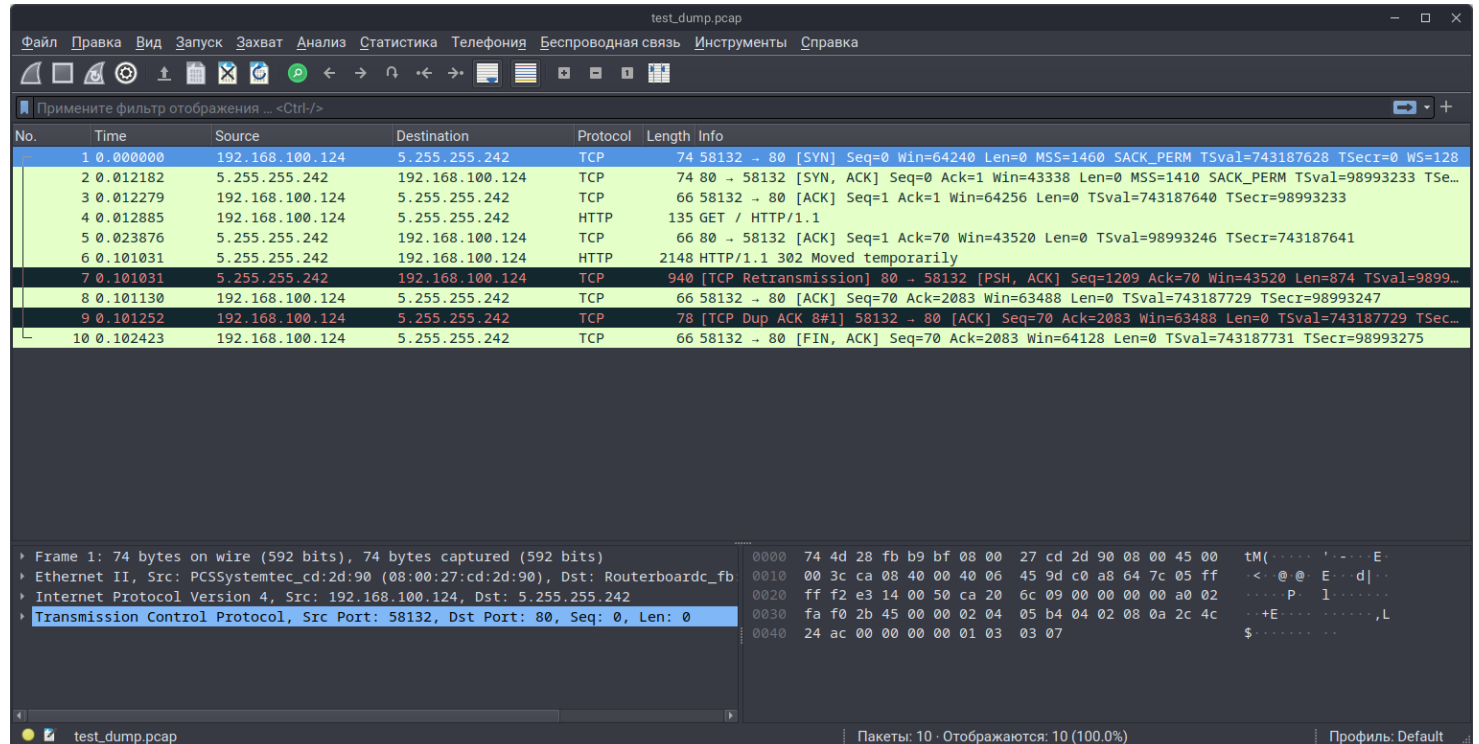 test_dump.pcap
Файл Правка Вид Запуск Захват Анализ Статистика Телефония Беспроводная связь Инструменты Справка
Примените фильтр отображения ... <Ctrl-/>
No. Time Source Destination Protocol Length Info
1 0.000000 192.168.100.124 5.255.255.242 TCP 74 58132 → 80 [SYN] Seq=0 Win=64240 Len=0 MSS=1460 SACK_PERM TSval=743187628 TSecr=0 WS=128
2 0.012182 5.255.255.242 192.168.100.124 TCP 74 80 → 58132 [SYN, ACK] Seq=0 Ack=1 Win=43338 Len=0 MSS=1410 SACK_PERM TSval=98993233 TSe…
3 0.012279 192.168.100.124 5.255.255.242 TCP 66 58132 → 80 [ACK] Seq=1 Ack=1 Win=64256 Len=0 TSval=743187640 TSecr=98993233
4 0.012885 192.168.100.124 5.255.255.242 HTTP 135 GET / HTTP/1.1
5 0.023876 5.255.255.242 192.168.100.124 TCP 66 80 → 58132 [ACK] Seq=1 Ack=70 Win=43520 Len=0 TSval=98993246 TSecr=743187641
6 0.101031 5.255.255.242 192.168.100.124 HTTP 2148 HTTP/1.1 302 Moved temporarily
7 0.101031 5.255.255.242 192.168.100.124 TCP 940 [TCP Retransmission] 80 → 58132 [PSH, ACK] Seq=1209 Ack=70 Win=43520 Len=874 TSval=9899…
8 0.101130 192.168.100.124 5.255.255.242 TCP 66 58132 → 80 [ACK] Seq=70 Ack=2083 Win=63488 Len=0 TSval=743187729 TSecr=98993247
9 0.101252 192.168.100.124 5.255.255.242 TCP 78 [TCP Dup ACK 8#1] 58132 → 80 [ACK] Seq=70 Ack=2083 Win=63488 Len=0 TSval=743187729 TSec…
10 0.102423 192.168.100.124 5.255.255.242 TCP 66 58132 → 80 [FIN, ACK] Seq=70 Ack=2083 Win=64128 Len=0 TSval=743187731 TSecr=98993275
Frame 1: 74 bytes on wire (592 bits), 74 bytes captured (592 bits)
Ethernet II, Src: PCSSystemtec_cd:2d:90 (08:00:27:cd:2d:90), Dst: Routerboardc_fb:
Internet Protocol Version 4, Src: 192.168.100.124, Dst: 5.255.255.242
Transmission Control Protocol, Src Port: 58132, Dst Port: 80, Seq: 0, Len: 0
0000 74 4d 28 fb b9 bf 08 00 27 cd 2d 90 08 00 45 00 tM(····· '·-···E·
0010 00 3c ca 08 40 00 40 06 45 9d c0 a8 64 7c 05 ff ·<··@·@· E···d|··
0020 ff f2 e3 14 00 50 ca 20 6c 09 00 00 00 00 a0 02 ·····P· l·······
0030 fa f0 2b 45 00 00 02 04 05 b4 04 02 08 0a 2c 4c ··+E···· ······,L
0040 24 ac 00 00 00 00 01 03 03 07 $······· ··
test_dump.pcap
Пакеты: 10 · Отображаются: 10 (100.0%)
Профиль: Default